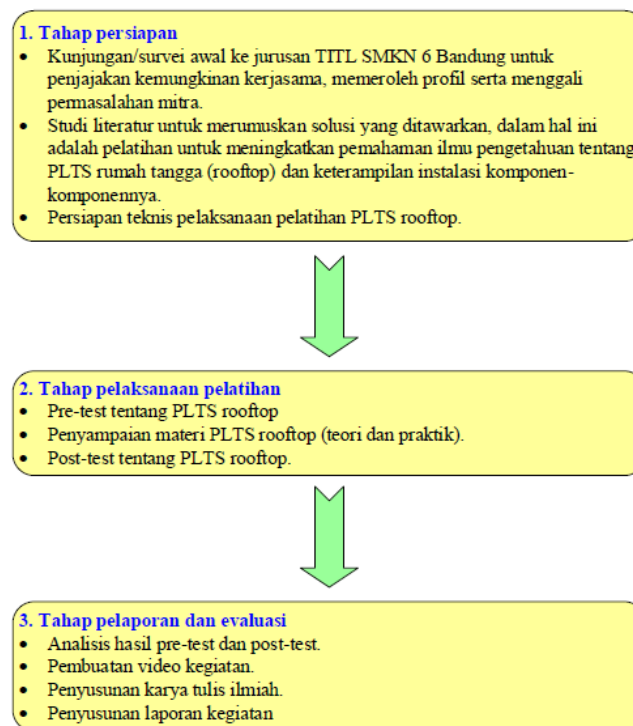 1. Tahap persiapan
• Kunjungan/survei awal ke jurusan TITL SMKN 6 Bandung untuk
penjajakan kemungkinan kerjasama, memeroleh profil serta menggali
permasalahan mitra.
• Studi literatur untuk merumuskan solusi yang ditawarkan, dalam hal ini
adalah pelatihan untuk meningkatkan pemahaman ilmu pengetahuan tentang
PLTS rumah tangga (rooftop) dan keterampilan instalasi komponen-
komponennya.
• Persiapan teknis pelaksanaan pelatihan PLTS rooftop.
2. Tahap pelaksanaan pelatihan
• Pre-test tentang PLTS rooftop
• Penyampaian materi PLTS rooftop (teori dan praktik).
• Post-test tentang PLTS rooftop.
3. Tahap pelaporan dan evaluasi
• Analisis hasil pre-test dan post-test.
• Pembuatan video kegiatan.
• Penyusunan karya tulis ilmiah.
• Penyusunan laporan kegiatan